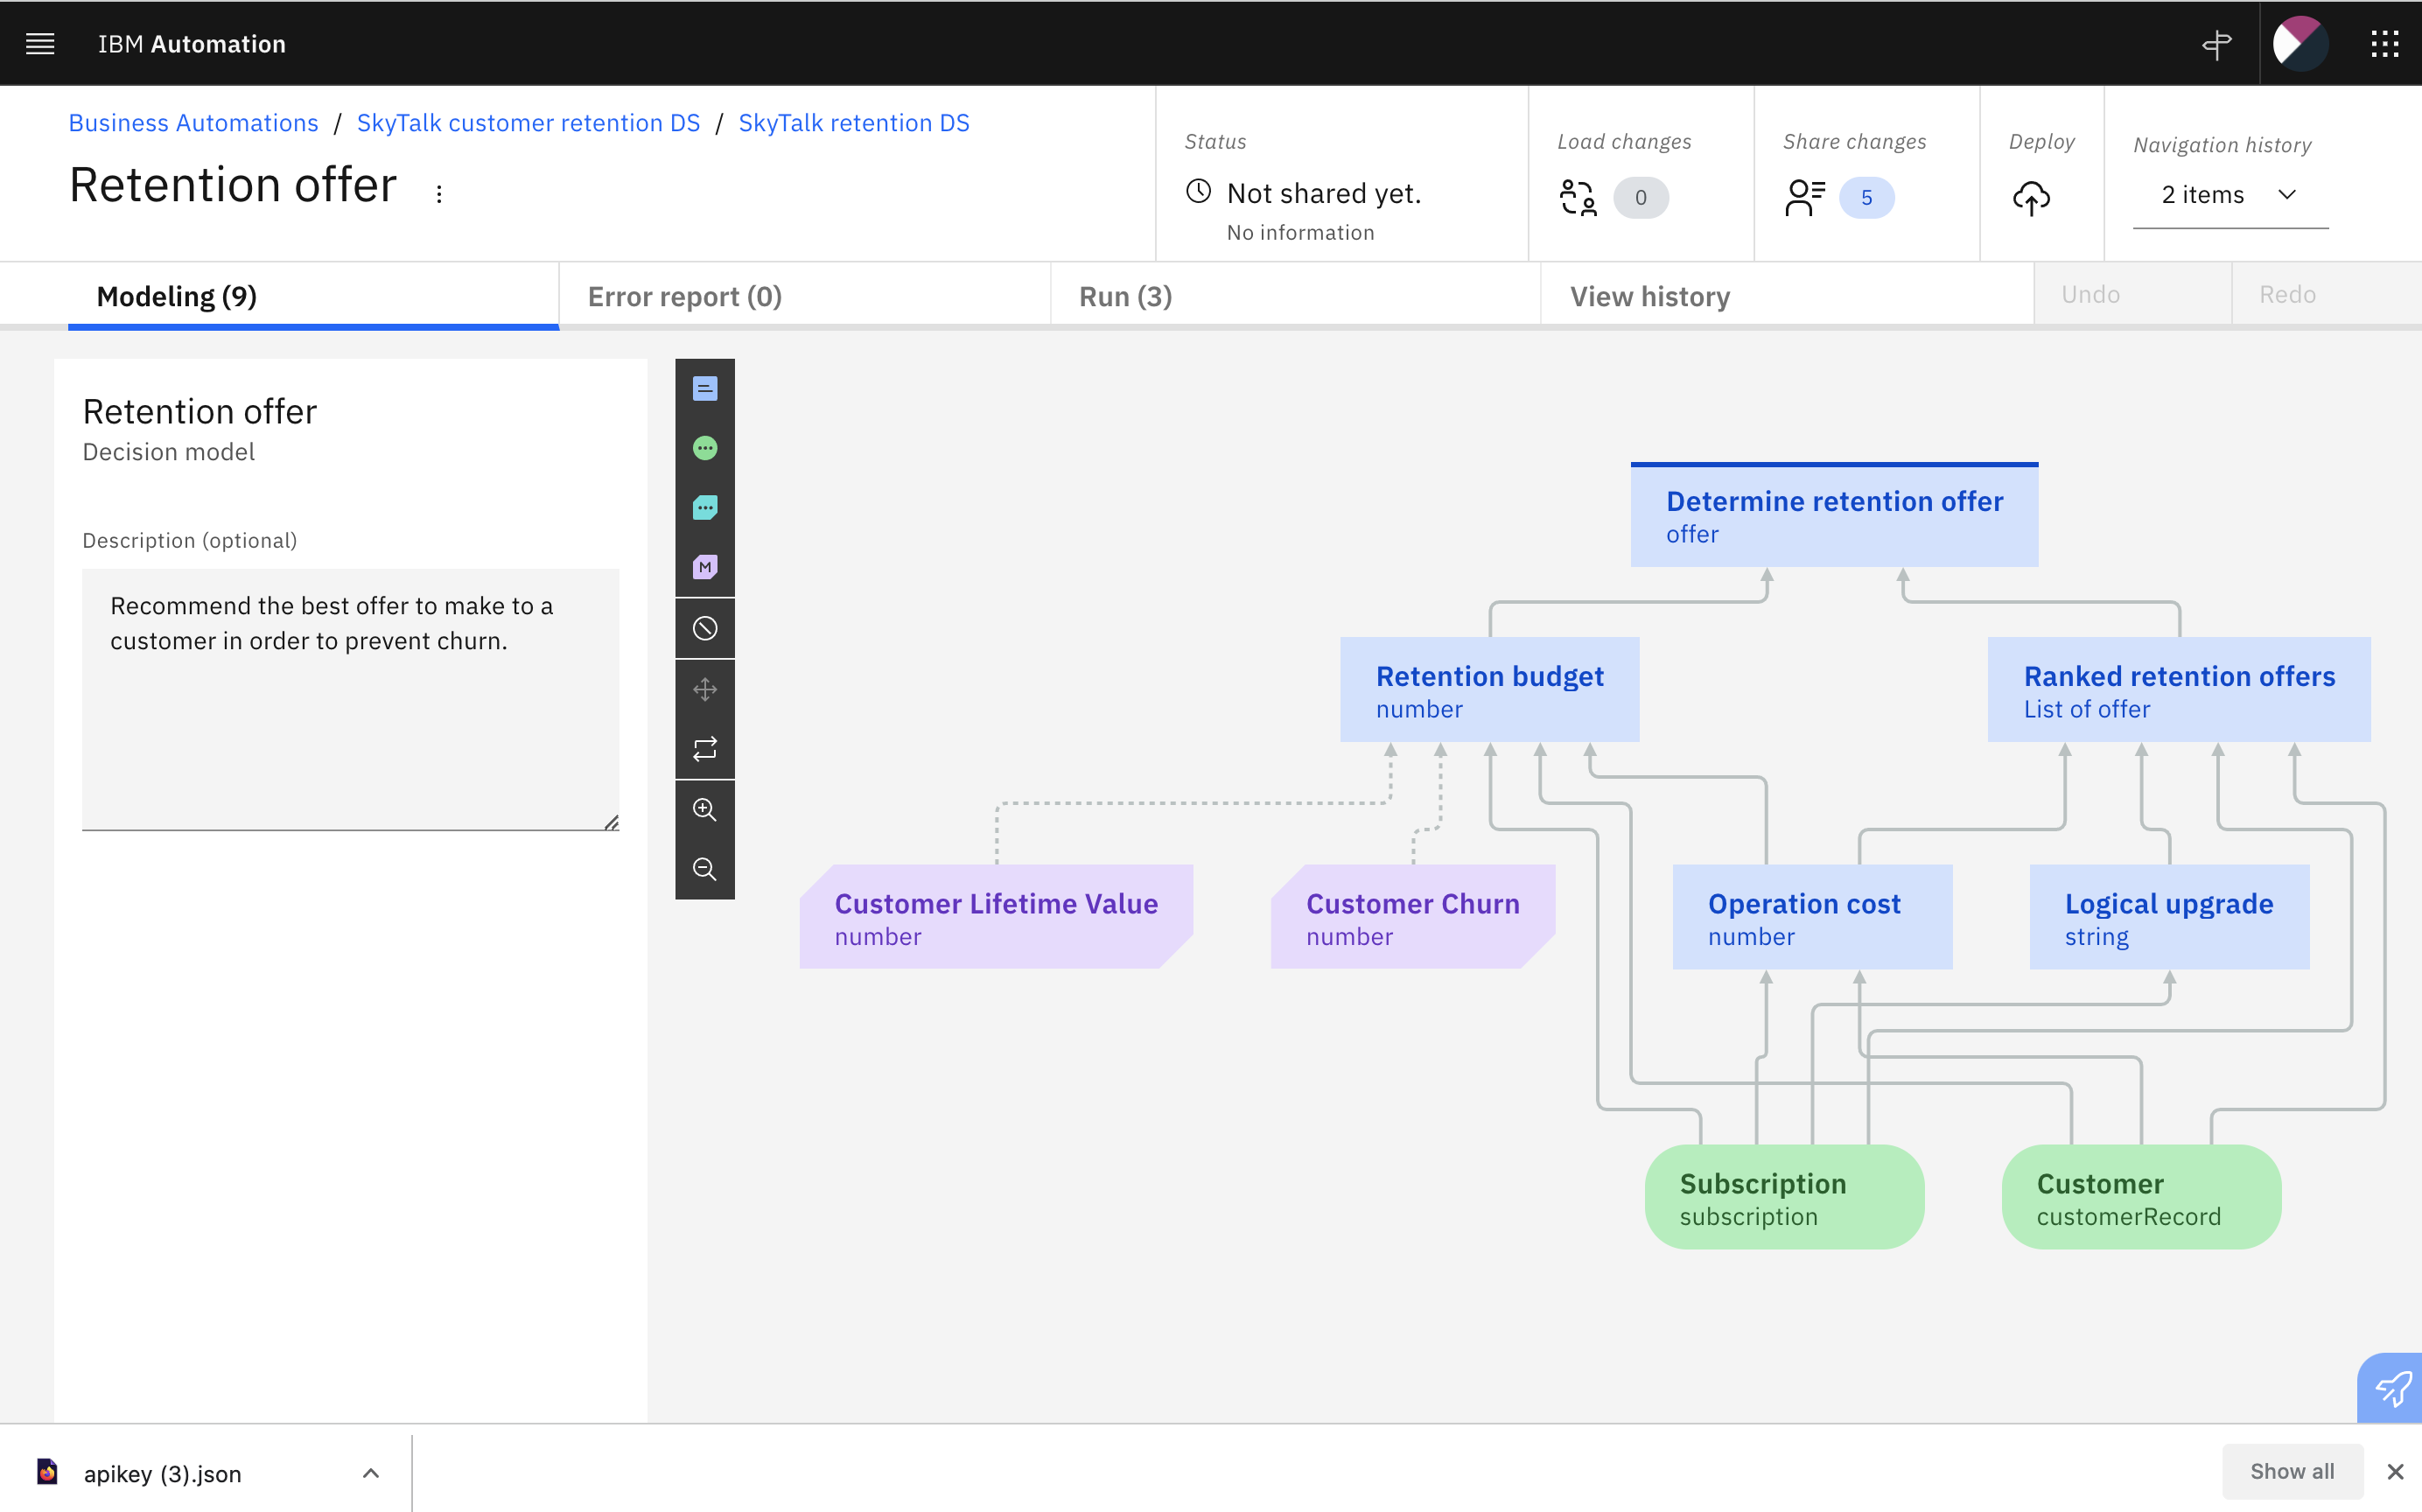 IBM Automation
Business Automations / SkyTalk customer retention DS / SkyTalk retention DS
Retention offer
Status
Not shared yet.
No information
Load changes
0
Share changes
5
Deploy
Navigation history
2 items
Modeling (9)
Error report (0)
Run (3)
View history
Undo
Redo
Retention offer
Decision model
Description (optional)
Recommend the best offer to make to a
customer in order to prevent churn.
M
Determine retention offer
offer
Retention budget
number
Ranked retention offers
List of offer
Customer Lifetime Value
number
Customer Churn
number
Operation cost
number
Logical upgrade
string
Subscription
subscription
Customer
customerRecord
apikey (3).json
Show all